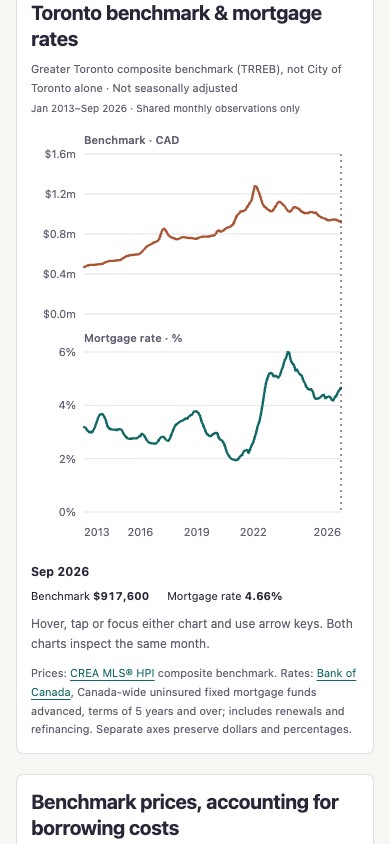 Toronto benchmark & mortgage
rates
Greater Toronto composite benchmark (TRREB), not City of
Toronto alone · Not seasonally adjusted
Jan 2013–Sep 2026 · Shared monthly observations only
Benchmark · CAD
$1.6m
$1.2m
$0.8m
$0.4m
$0.0m
Mortgage rate · %
6%
4%
2%
0%
2013 2016 2019 2022 2026
Sep 2026
Benchmark $917,600 Mortgage rate 4.66%
Hover, tap or focus either chart and use arrow keys. Both
charts inspect the same month.
Prices: CREA MLS® HPI composite benchmark. Rates: Bank of
Canada, Canada-wide uninsured fixed mortgage funds
advanced, terms of 5 years and over; includes renewals and
refinancing. Separate axes preserve dollars and percentages.
Benchmark prices, accounting for
borrowing costs